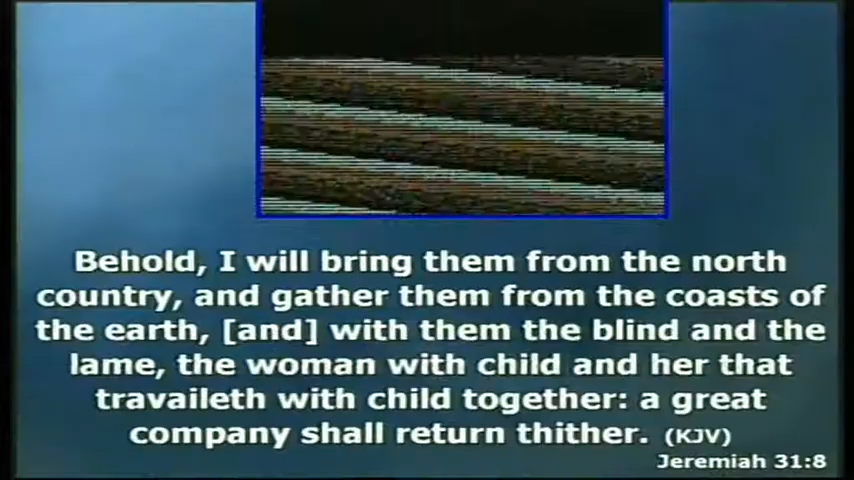 Behold, I will bring them from the north
country, and gather them from the coasts of
the earth, [and] with them the blind and the
lame, the woman with child and her that
travaileth with child together: a great
company shall return thither. (KJV)
Jeremiah 31:8